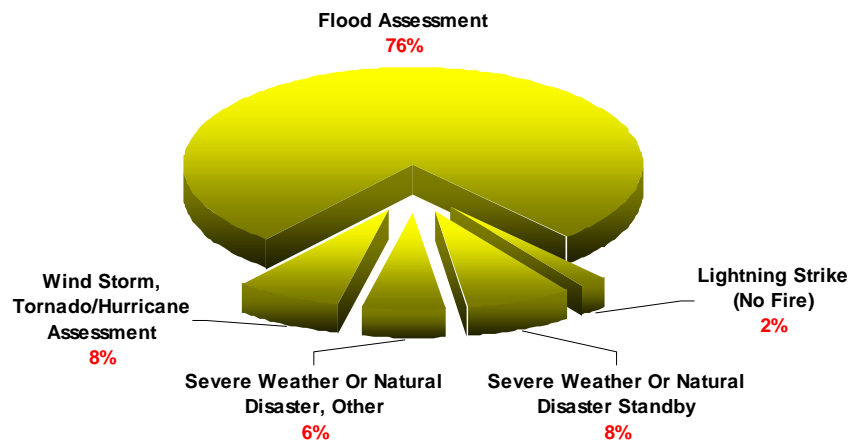 Flood Assessment
76%
Wind Storm,
Tornado/Hurricane
Assessment
8%
Severe Weather Or Natural
Disaster, Other
6%
Severe Weather Or Natural
Disaster Standby
8%
Lightning Strike
(No Fire)
2%